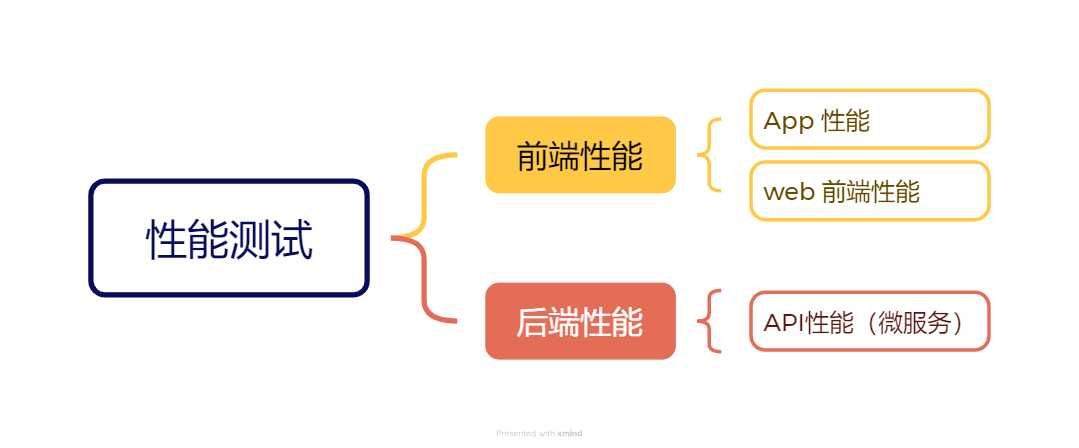 性能测试
前端性能
App 性能
web 前端性能
后端性能
API性能（微服务）
Presented with xmind